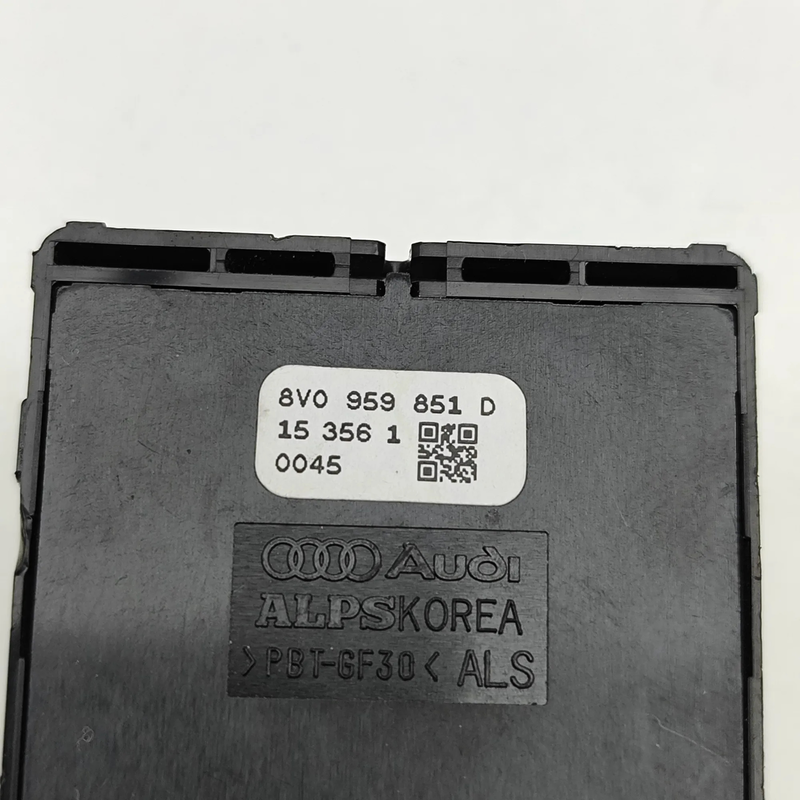 8V0 959 851 D
15 356 1
0045
Audi
ALPSKOREA
>PBT-GF30< ALS